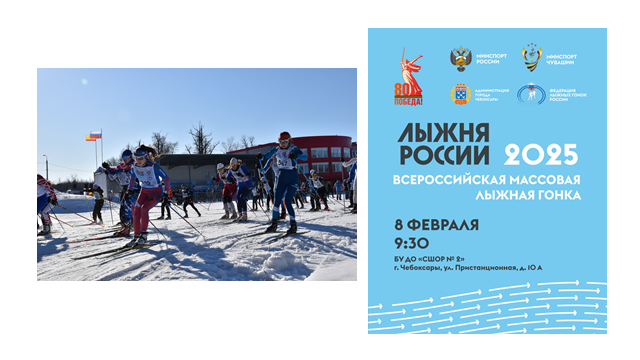 80
ПОБЕДА!
МИНСПОРТ
РОССИИ
МИНСПОРТ
ЧУВАШИИ
АДМИНИСТРАЦИЯ
ГОРОДА
ЧЕБОКСАРЫ
ФЕДЕРАЦИЯ
ЛЫЖНЫХ ГОНОК
РОССИИ
ЛЫЖНЯ
РОССИИ 2025
ВСЕРОССИЙСКАЯ МАССОВАЯ
ЛЫЖНАЯ ГОНКА
8 ФЕВРАЛЯ
9:30
БУ ДО «СШОР № 2»
г. Чебоксары, ул. Пристанционная, д. 10 А